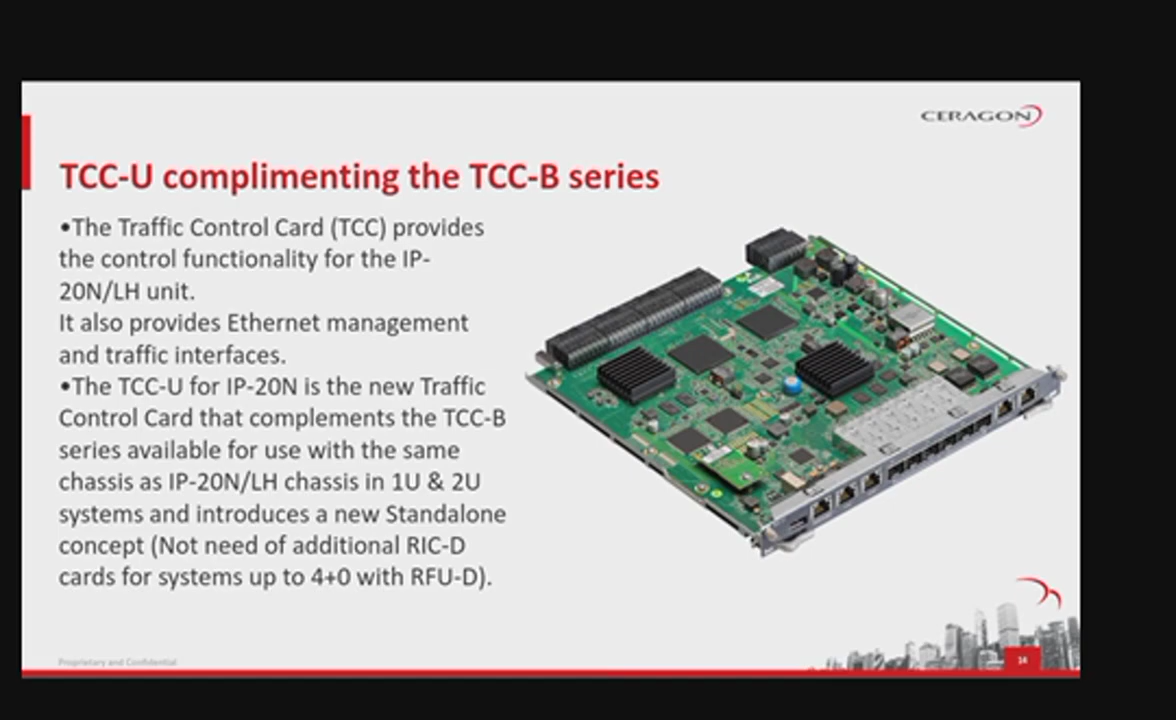 CERAGON
TCC-U complimenting the TCC-B series
•The Traffic Control Card (TCC) provides
the control functionality for the IP-
20N/LH unit.
It also provides Ethernet management
and traffic interfaces.
•The TCC-U for IP-20N is the new Traffic
Control Card that complements the TCC-B
series available for use with the same
chassis as IP-20N/LH chassis in 1U & 2U
systems and introduces a new Standalone
concept (Not need of additional RIC-D
cards for systems up to 4+0 with RFU-D).
Proprietary and Confidential
14